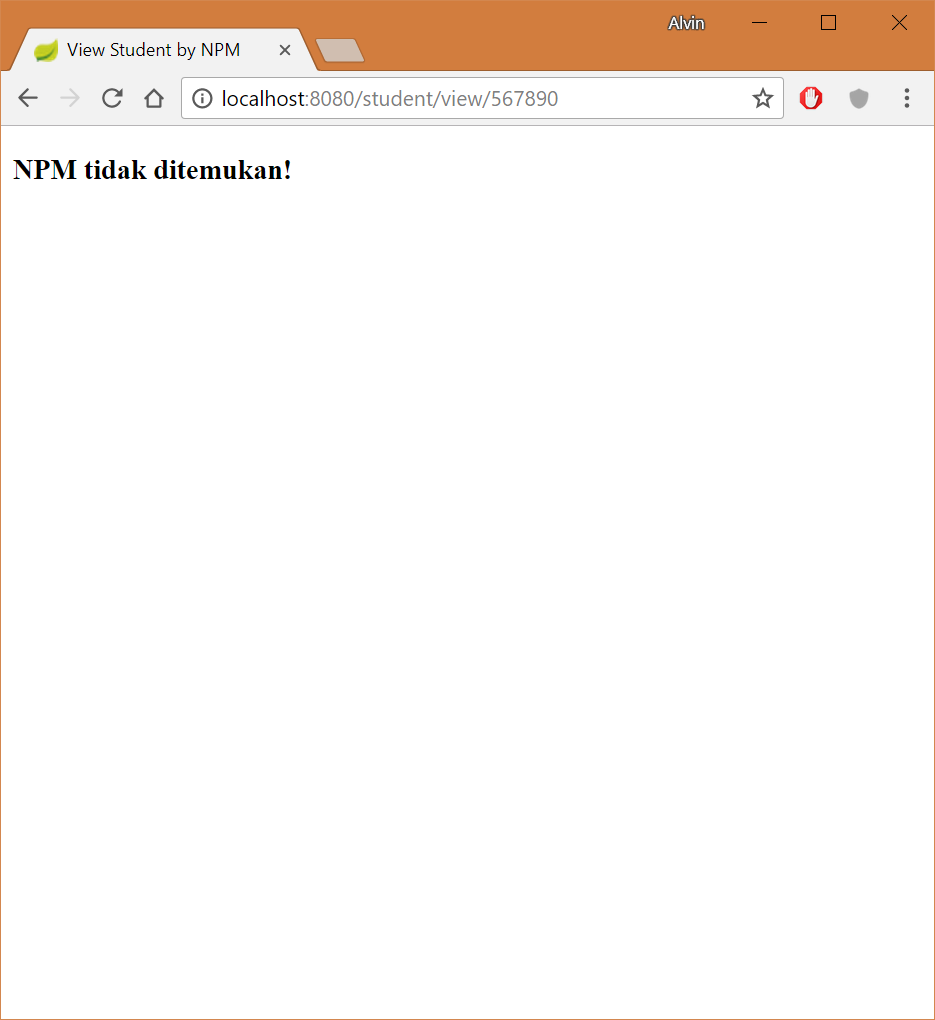 Alvin
View Student by NPM
localhost:8080/student/view/567890
NPM tidak ditemukan!